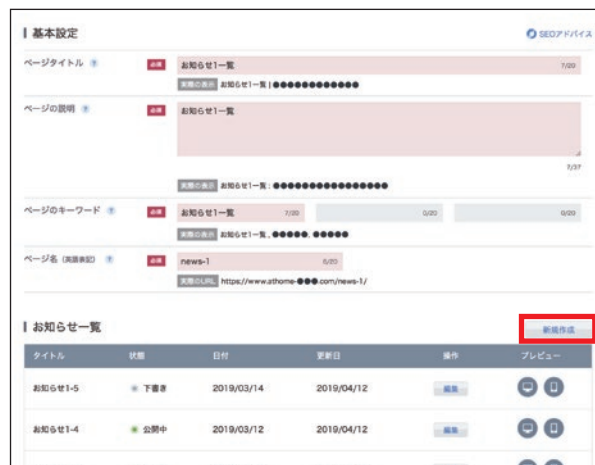 基本設定
SEOアドバイス
ページタイトル ? 必須 お知らせ1一覧 7/20
実際の表示 お知らせ1一覧 | ●●●●●●●●●●●●
ページの説明 ? 必須 お知らせ1一覧
7/37
実際の表示 お知らせ1一覧 : ●●●●●●●●●●●●●●●●
ページのキーワード ? 必須 お知らせ1一覧 7/20 0/20 0/20
実際の表示 お知らせ1一覧 , ●●●●●, ●●●●●
ページ名 (英語表記) ? 必須 news-1 6/20
実際のURL https://www.sthome-●●●.com/news-1/
お知らせ一覧
新規作成
タイトル 状態 日付 更新日 操作 プレビュー
お知らせ1-5 下書き 2019/03/14 2019/04/12 編集
お知らせ1-4 公開中 2019/03/12 2019/04/12 編集